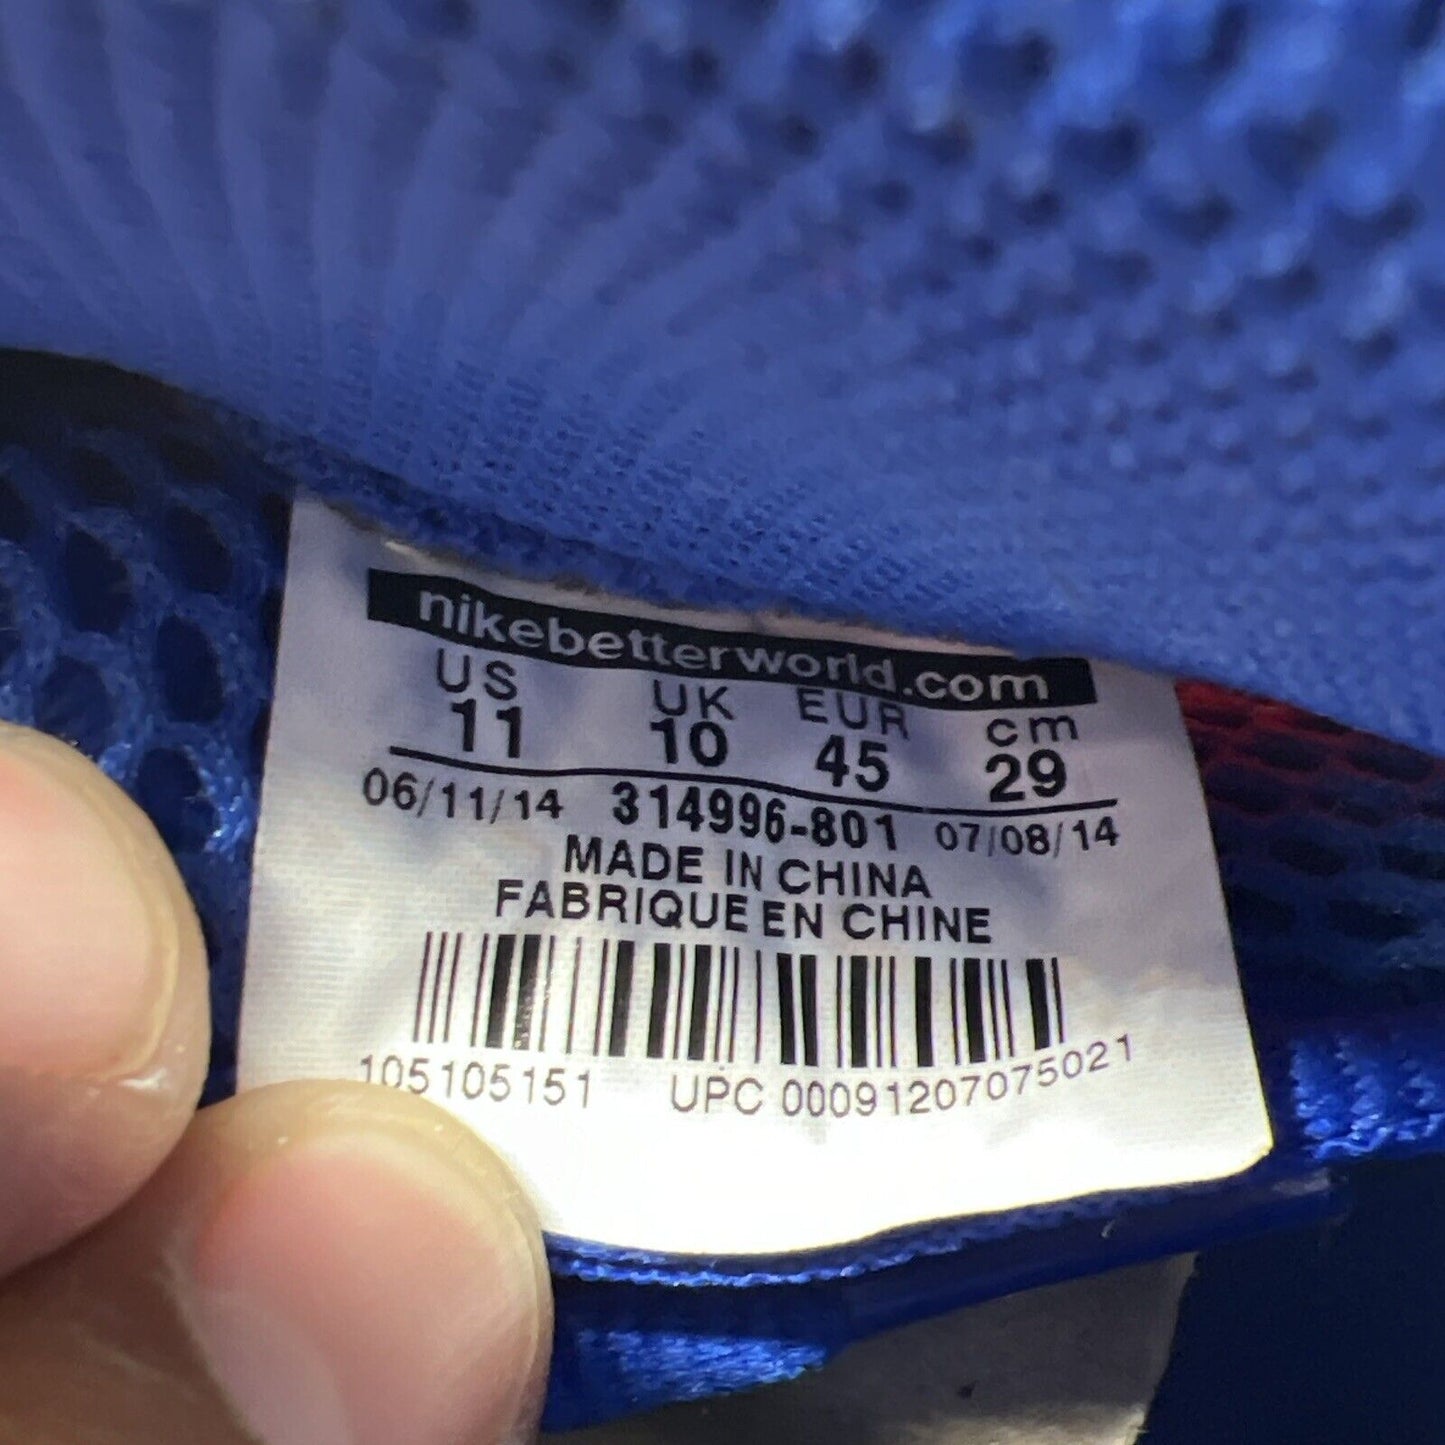 nikebetterworld.com
US UK EUR cm
11 10 45 29
06/11/14 314996-801 07/08/14
MADE IN CHINA
FABRIQUE EN CHINE
105105151 UPC 00091207075021